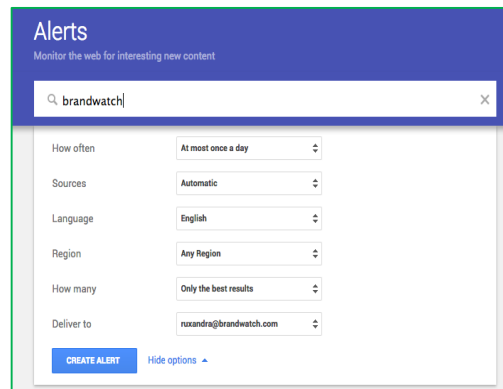 Alerts
Monitor the web for interesting new content
brandwatch
How often At most once a day
Sources Automatic
Language English
Region Any Region
How many Only the best results
Deliver to ruxandra@brandwatch.com
CREATE ALERT Hide options